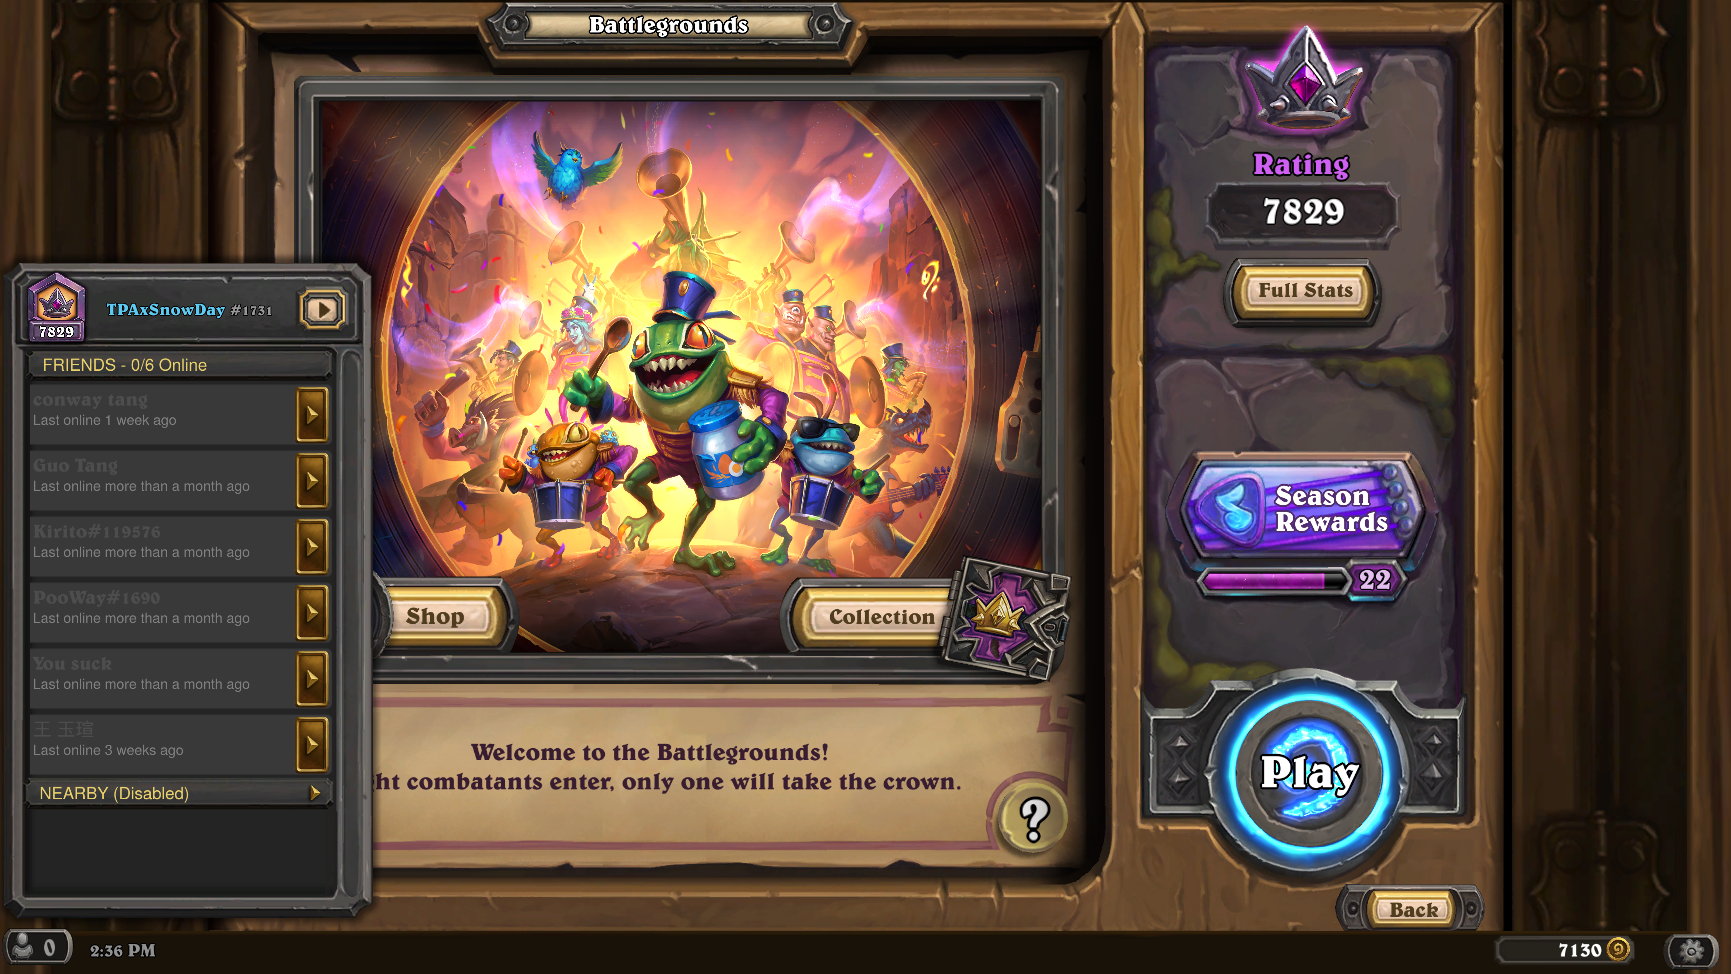 Battlegrounds
Rating
7829
Full Stats
7829
TPAxSnowDay #1731
FRIENDS - 0/6 Online
conway tang
Last online 1 week ago
Guo Tang
Last online more than a month ago
Kirito#119576
Last online more than a month ago
PooWay#1690
Last online more than a month ago
You suck
Last online more than a month ago
王 玉瑄
Last online 3 weeks ago
NEARBY (Disabled)
Shop
Collection
Season
Rewards
22
Welcome to the Battlegrounds!
ht combatants enter, only one will take the crown.
?
Play
Back
0
2:36 PM
7130